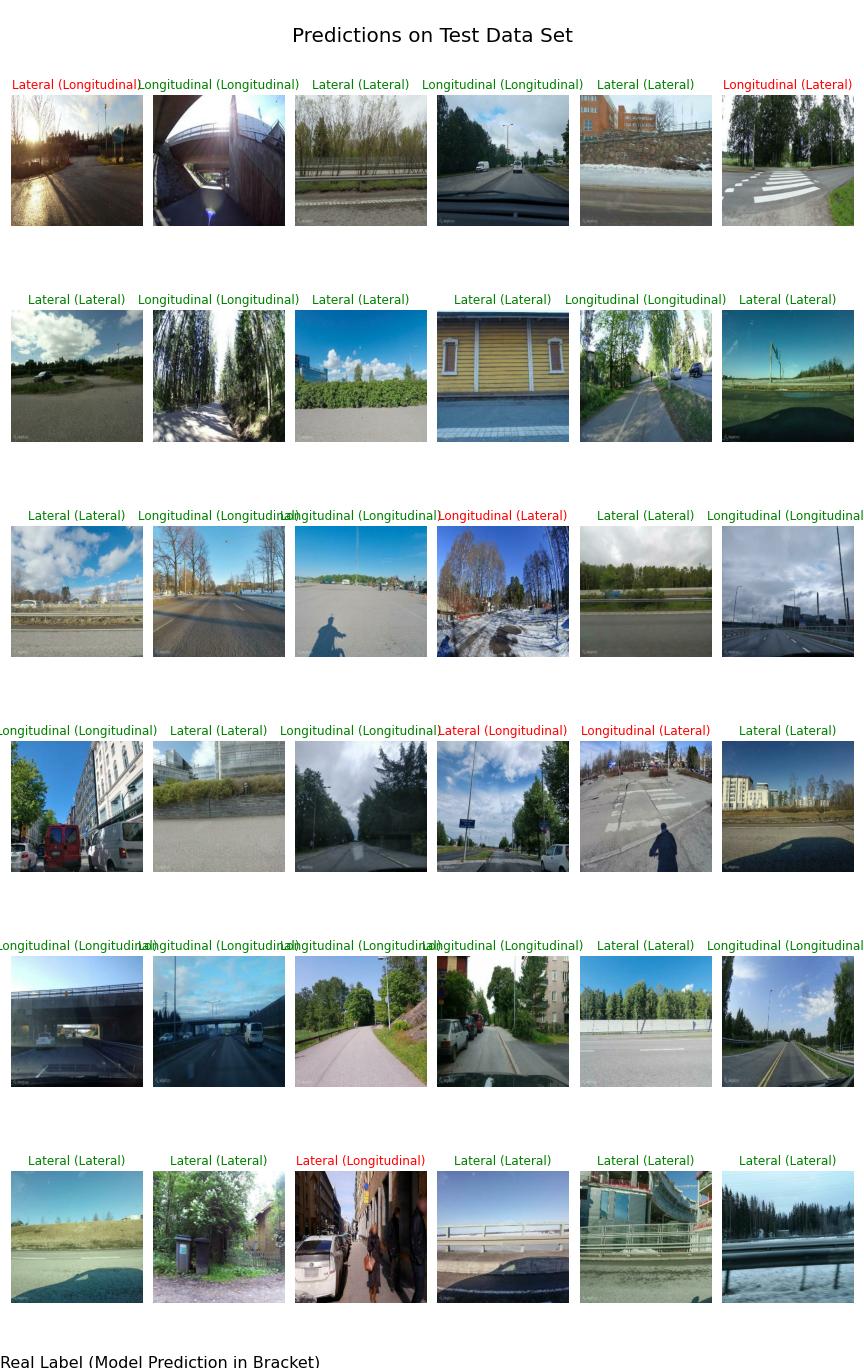 Predictions on Test Data Set
Lateral (Longitudinal) Longitudinal (Longitudinal) Lateral (Lateral) Longitudinal (Longitudinal) Lateral (Lateral) Longitudinal (Lateral)
Lateral (Lateral) Longitudinal (Longitudinal) Lateral (Lateral) Lateral (Lateral) Longitudinal (Longitudinal) Lateral (Lateral)
Lateral (Lateral) Longitudinal (Longitudinal) Longitudinal (Longitudinal) Longitudinal (Lateral) Lateral (Lateral) Longitudinal (Longitudinal
Longitudinal (Longitudinal) Lateral (Lateral) Longitudinal (Longitudinal) Lateral (Longitudinal) Longitudinal (Lateral) Lateral (Lateral)
Longitudinal (Longitudinal) Longitudinal (Longitudinal) Longitudinal (Longitudinal) Longitudinal (Longitudinal) Lateral (Lateral) Longitudinal (Longitudinal
Lateral (Lateral) Lateral (Lateral) Lateral (Longitudinal) Lateral (Lateral) Lateral (Lateral) Lateral (Lateral)
Real Label (Model Prediction in Bracket)